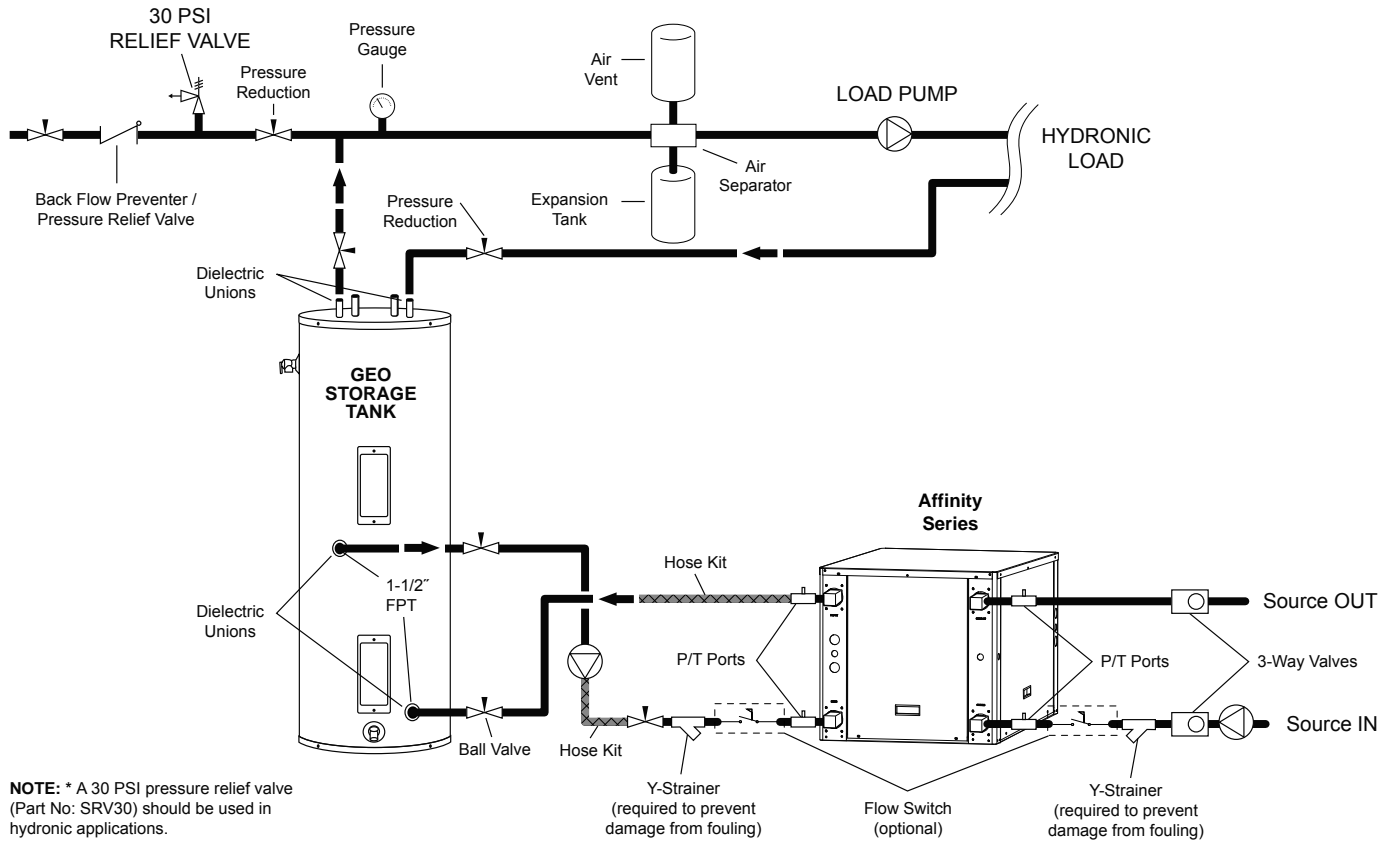 30 PSI
RELIEF VALVE
Pressure
Reduction
Pressure
Gauge
Air
Vent
LOAD PUMP
HYDRONIC
LOAD
Air
Separator
Back Flow Preventer /
Pressure Relief Valve
Pressure
Reduction
Expansion
Tank
Dielectric
Unions
GEO
STORAGE
TANK
Affinity
Series
Hose Kit
1-1/2˝
FPT
Dielectric
Unions
Source OUT
P/T Ports
P/T Ports
3-Way Valves
Source IN
Ball Valve
Hose Kit
Y-Strainer
(required to prevent
damage from fouling)
Flow Switch
(optional)
Y-Strainer
(required to prevent
damage from fouling)
NOTE: * A 30 PSI pressure relief valve
(Part No: SRV30) should be used in
hydronic applications.